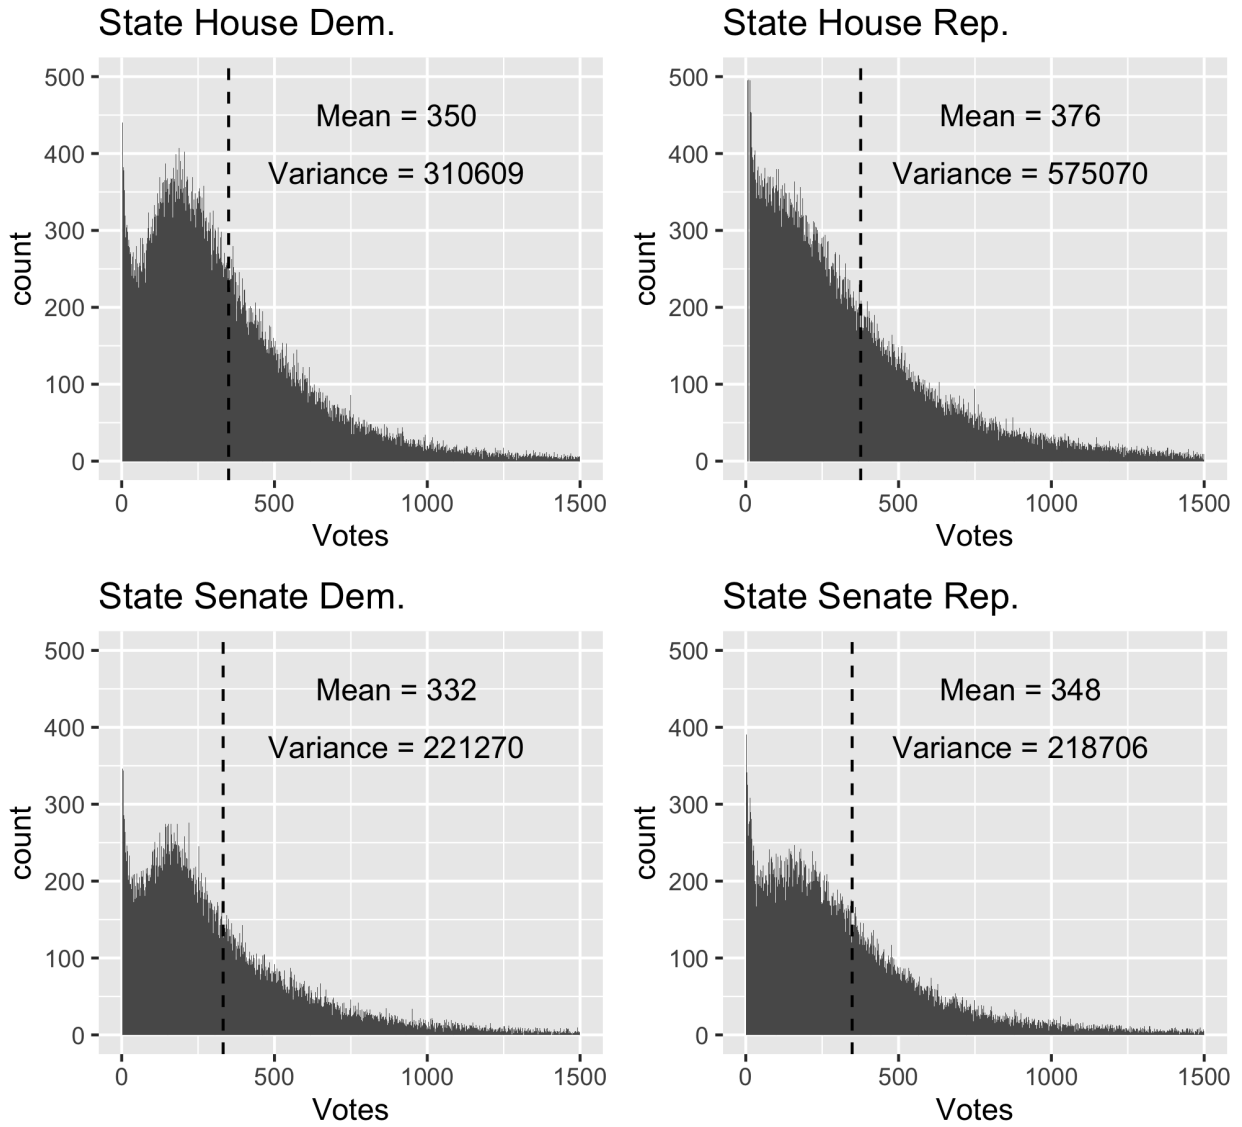 State House Dem.
500
400
300
200
100
0
count
Mean = 350
Variance = 310609
0 500 1000 1500
Votes
State House Rep.
500
400
300
200
100
0
count
Mean = 376
Variance = 575070
0 500 1000 1500
Votes
State Senate Dem.
500
400
300
200
100
0
count
Mean = 332
Variance = 221270
0 500 1000 1500
Votes
State Senate Rep.
500
400
300
200
100
0
count
Mean = 348
Variance = 218706
0 500 1000 1500
Votes